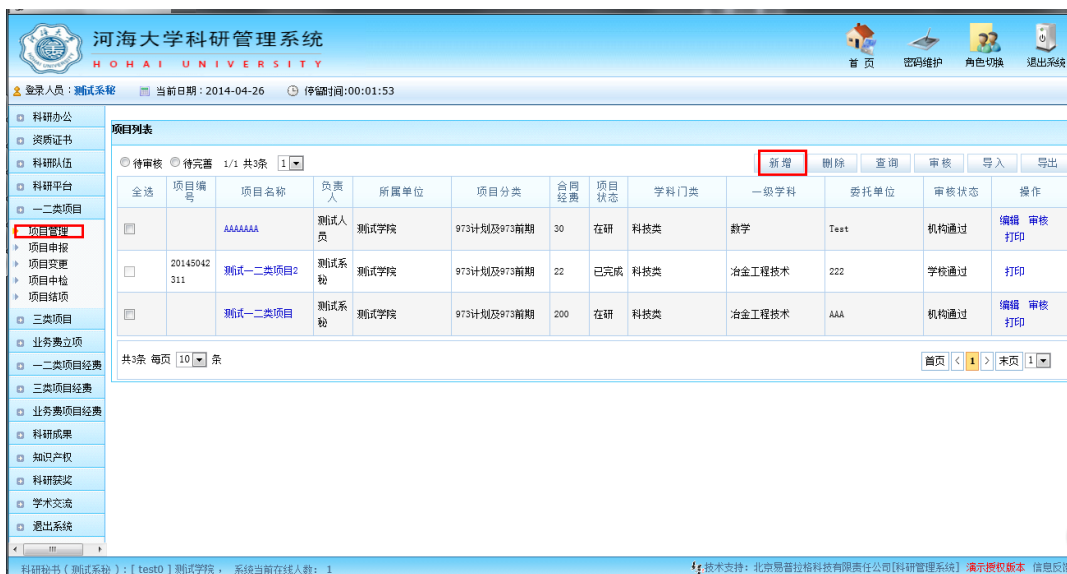 河海大学科研管理系统
HOHAI UNIVERSITY
首 页 密码维护 角色切换 退出系统
登录人员：测试系秘 当前日期：2014-04-26 停留时间:00:01:53
科研办公
资质证书
科研队伍
科研平台
一二类项目
项目管理
项目申报
项目变更
项目中检
项目结项
三类项目
业务费立项
一二类项目经费
三类项目经费
业务费项目经费
科研成果
知识产权
科研获奖
学术交流
退出系统
项目列表
待审核 待完善 1/1 共3条 1 新增 删除 查询 审核 导入 导出
全选 项目编号 项目名称 负责人 所属单位 项目分类 合同经费 项目状态 学科门类 一级学科 委托单位 审核状态 操作
AAAAAAA 测试人员 测试学院 973计划及973前期 30 在研 科技类 数学 Test 机构通过 编辑 审核 打印
20145042311 测试一二类项目2 测试系秘 测试学院 973计划及973前期 22 已完成 科技类 冶金工程技术 222 学校通过 打印
测试一二类项目 测试系秘 测试学院 973计划及973前期 200 在研 科技类 冶金工程技术 AAA 机构通过 编辑 审核 打印
共3条 每页 10 条 首页 < 1 > 末页 1
科研秘书(测试系秘)：[ test0 ] 测试学院， 系统当前在线人数： 1 技术支持：北京易普拉格科技有限责任公司[科研管理系统] 演示授权版本 信息反